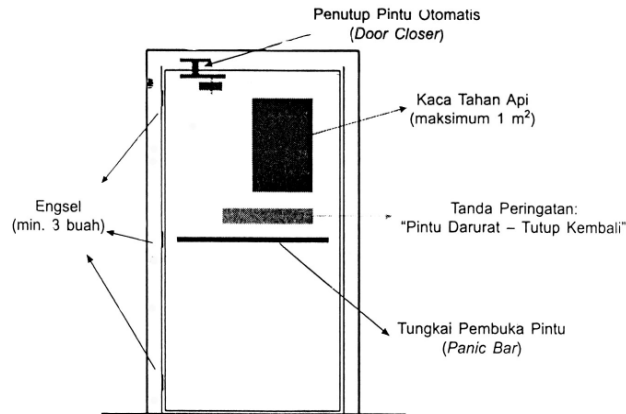 Penutup Pintu Otomatis
(Door Closer)
Kaca Tahan Api
(maksimum 1 m²)
Engsel
(min. 3 buah)
Tanda Peringatan:
"Pintu Darurat – Tutup Kembali"
Tungkai Pembuka Pintu
(Panic Bar)